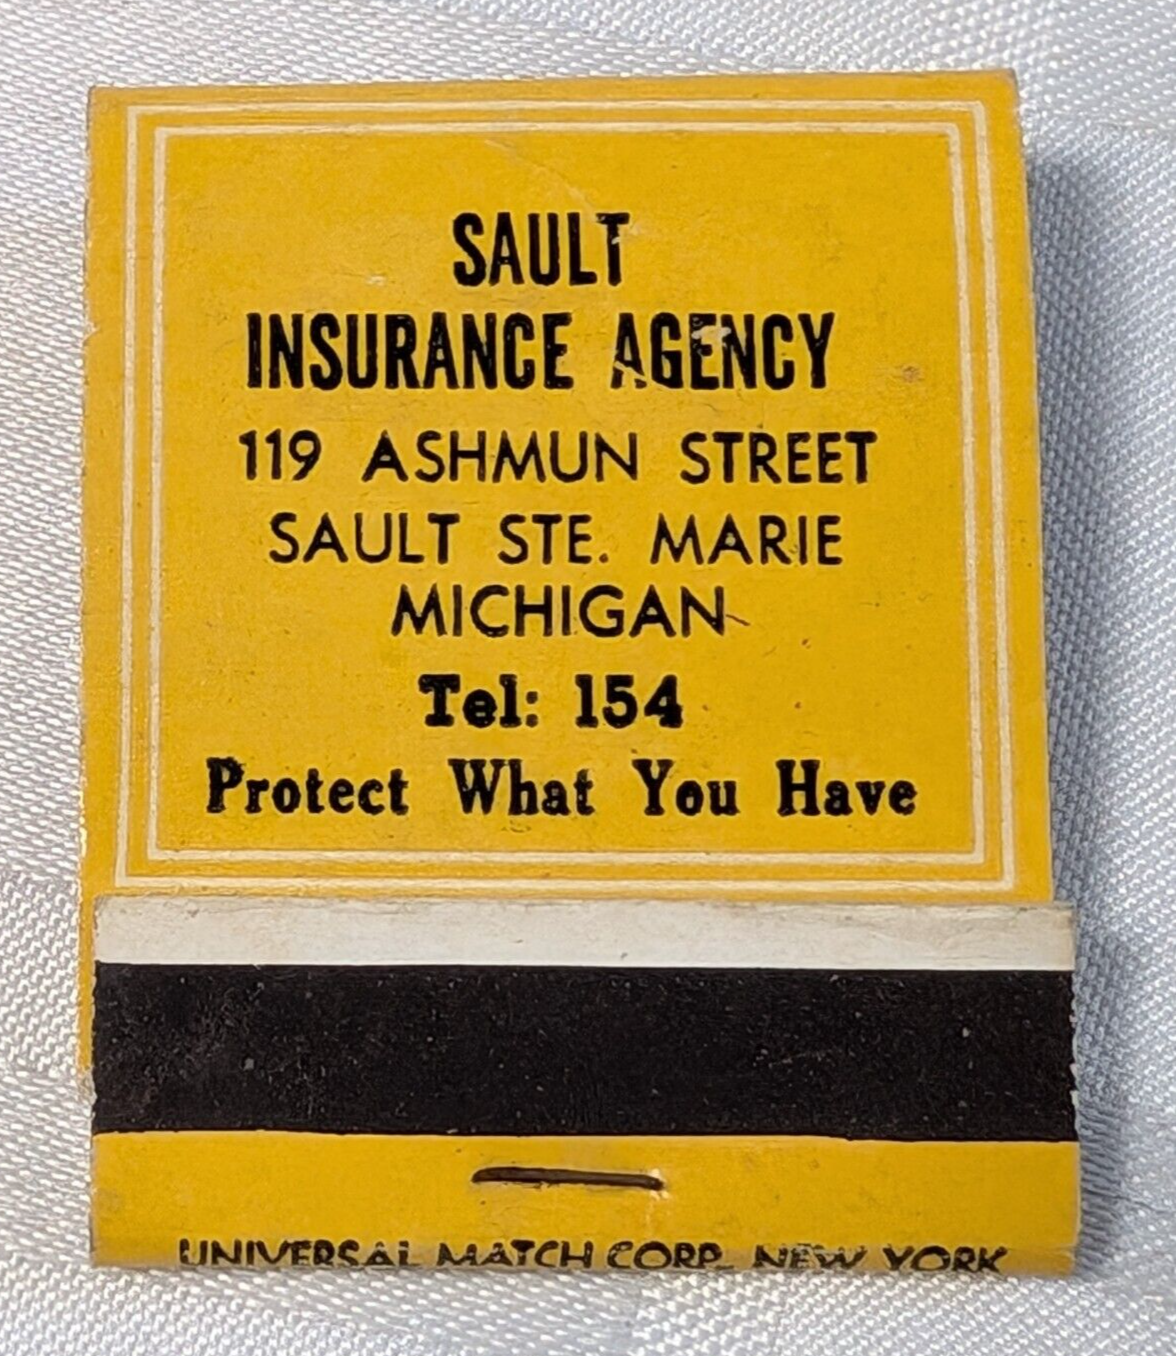 SAULT
INSURANCE AGENCY
119 ASHMUN STREET
SAULT STE. MARIE
MICHIGAN
Tel: 154
Protect What You Have
UNIVERSAL MATCH CORP. NEW YORK